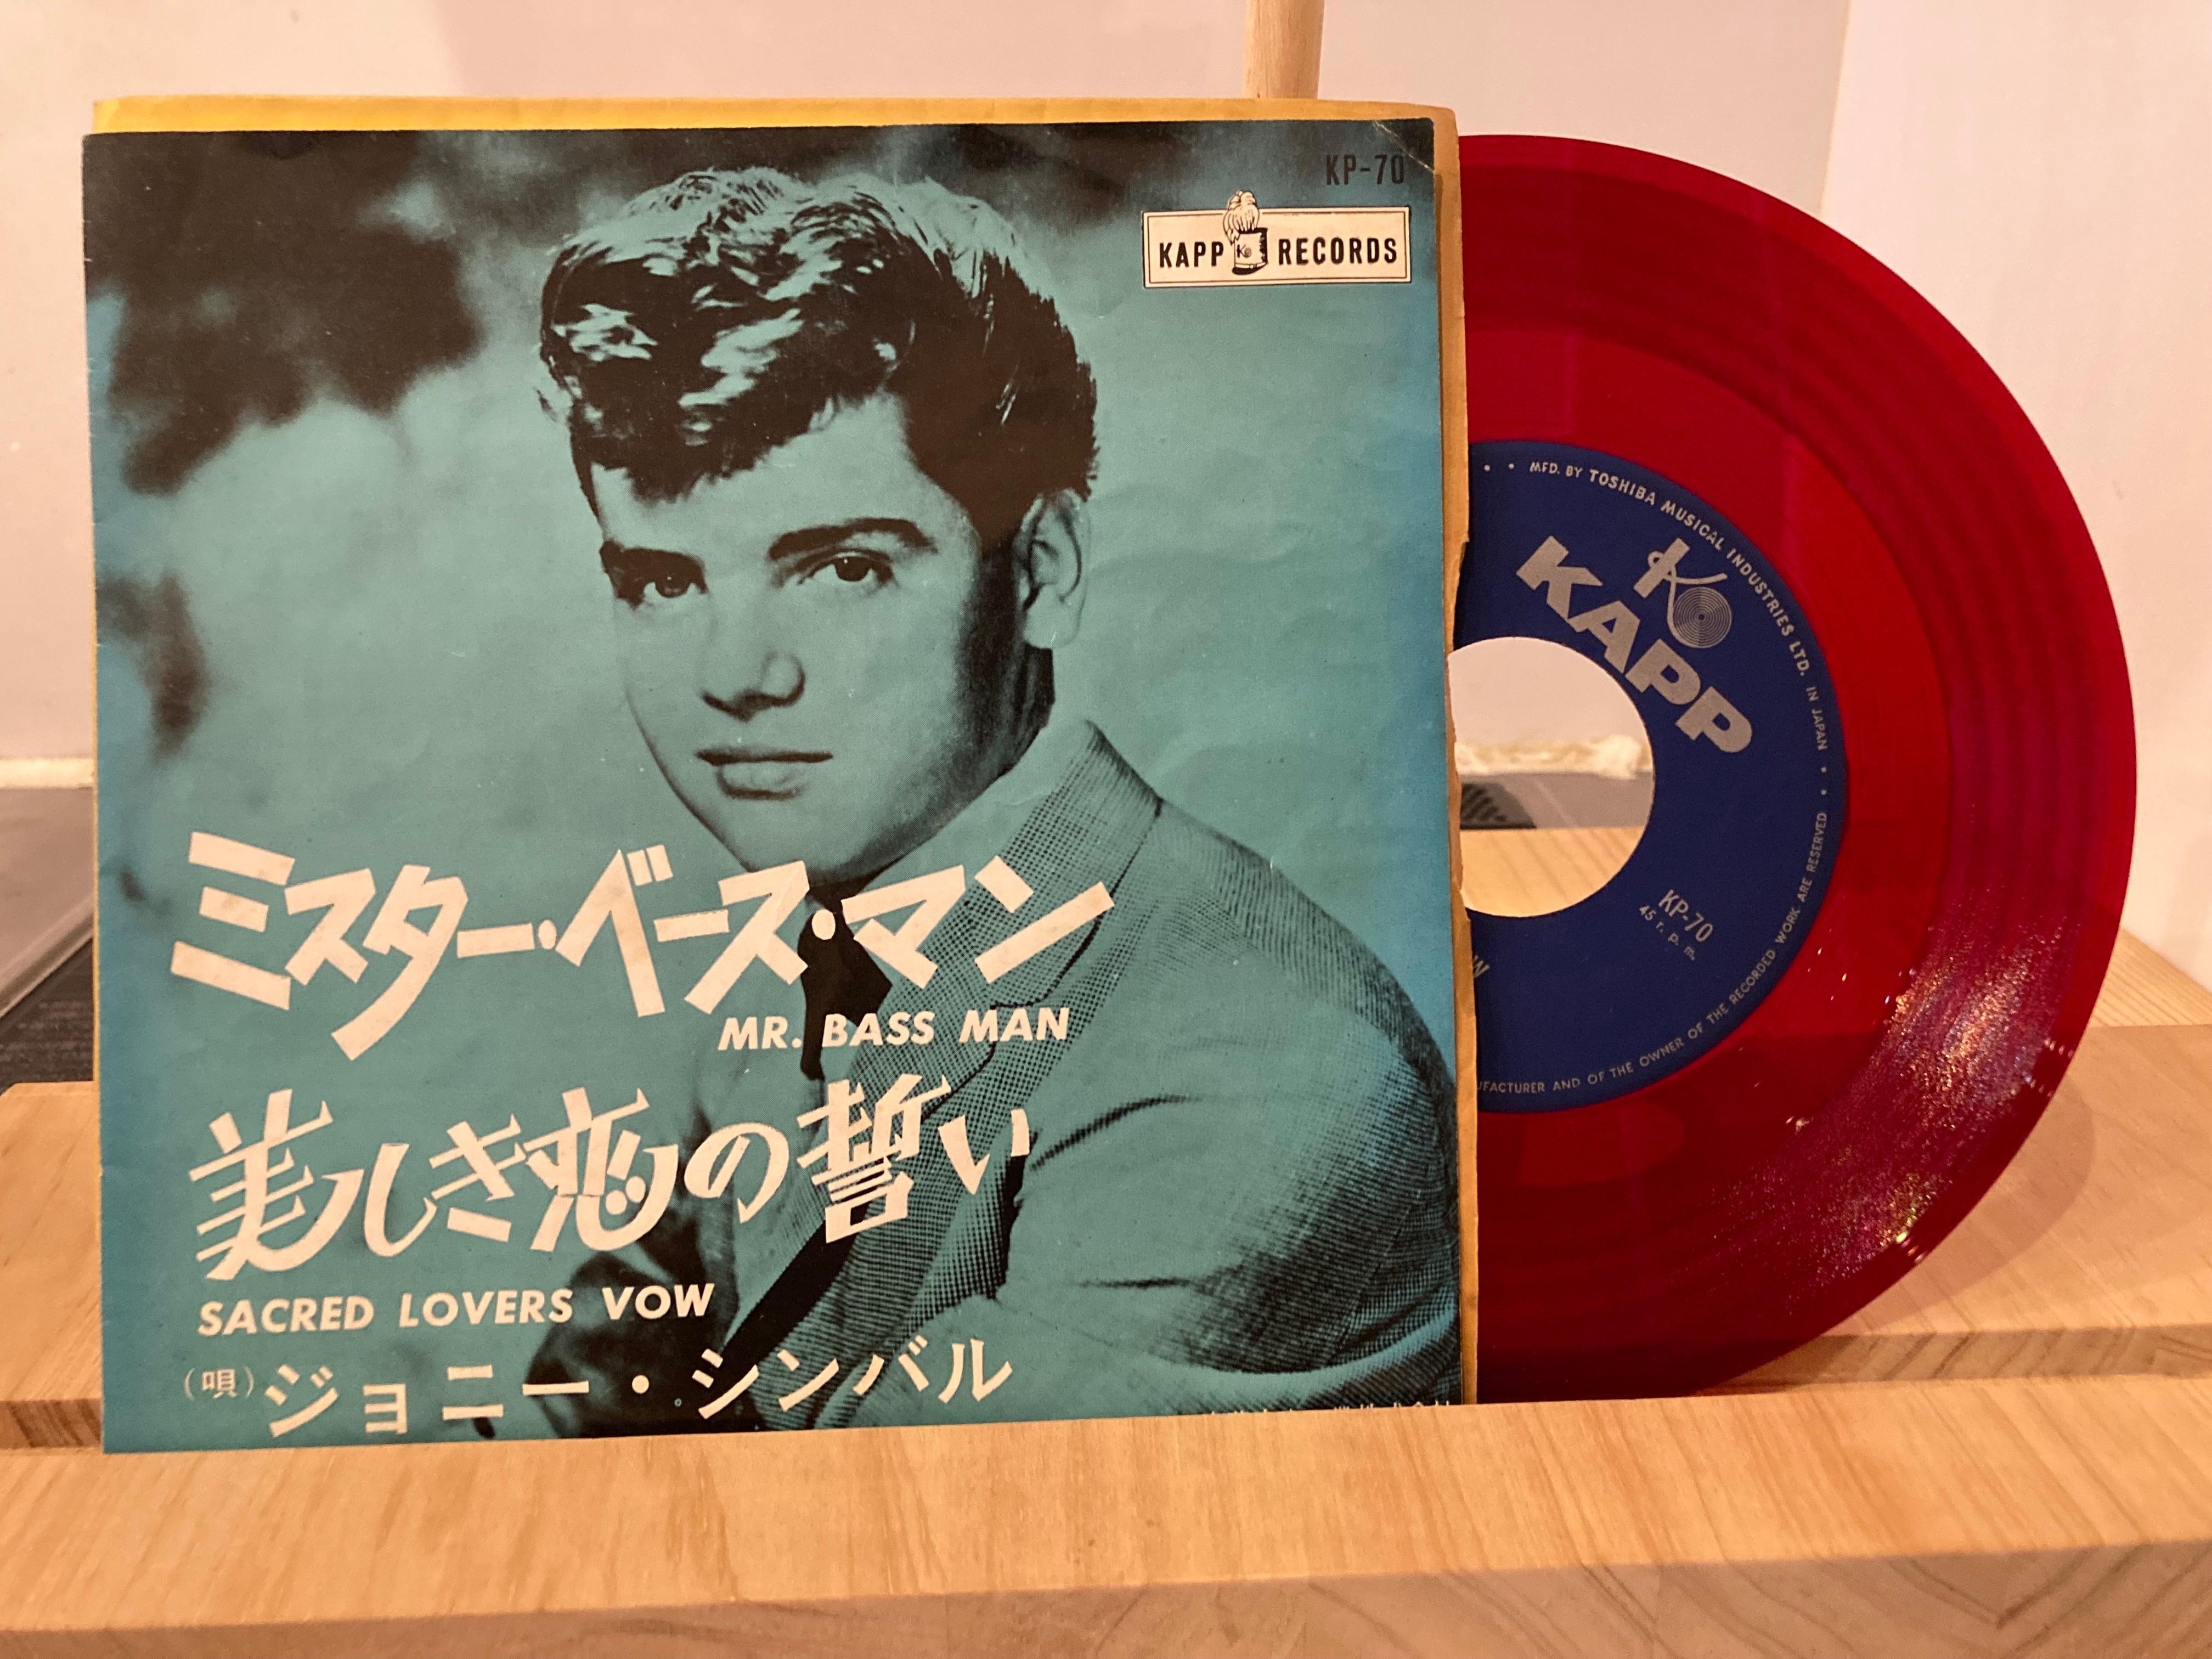 KP-70
KAPP RECORDS
ミスター・ベース・マン
MR. BASS MAN
美しき恋の誓い
SACRED LOVERS VOW
(唄)ジョニー・シンバル
MFD. BY TOSHIBA MUSICAL INDUSTRIES LTD. IN JAPAN
KAPP
KP-70
45 r. p. m.
AND OF THE OWNER OF THE RECORDED WORK ARE RESERVED